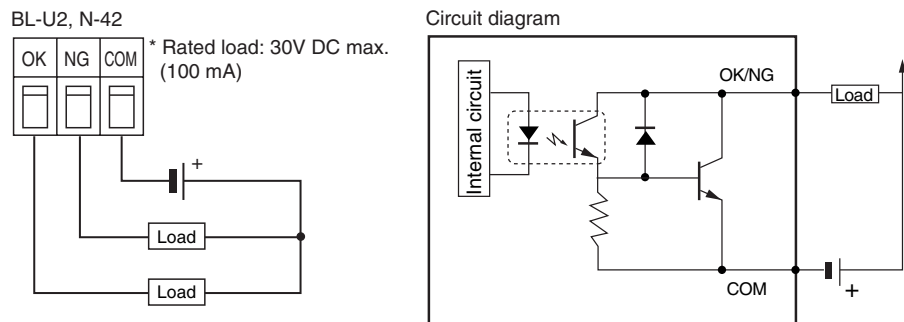 BL-U2, N-42
OK NG COM
* Rated load: 30V DC max.
(100 mA)
+
Load
Load
Circuit diagram
Internal circuit
OK/NG
Load
COM
+